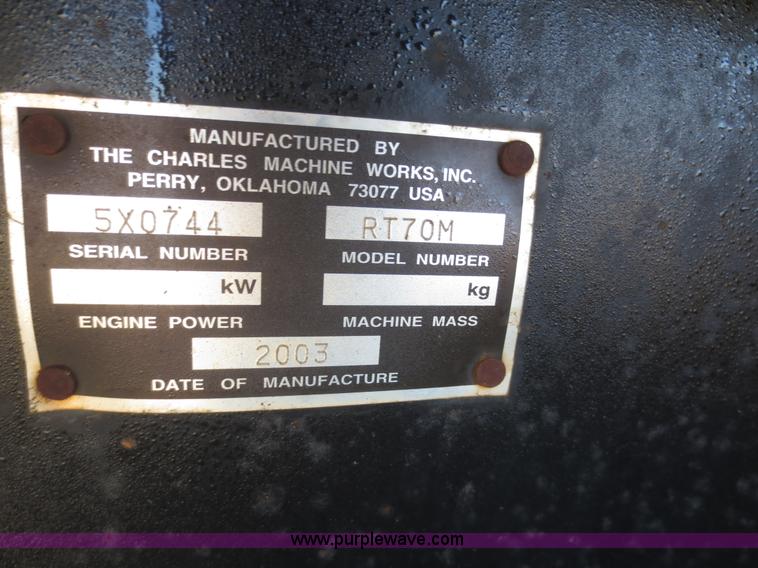 MANUFACTURED BY
THE CHARLES MACHINE WORKS, INC.
PERRY, OKLAHOMA 73077 USA
5X0744 RT70M
SERIAL NUMBER MODEL NUMBER
kW kg
ENGINE POWER MACHINE MASS
2003
DATE OF MANUFACTURE
www.purplewave.com